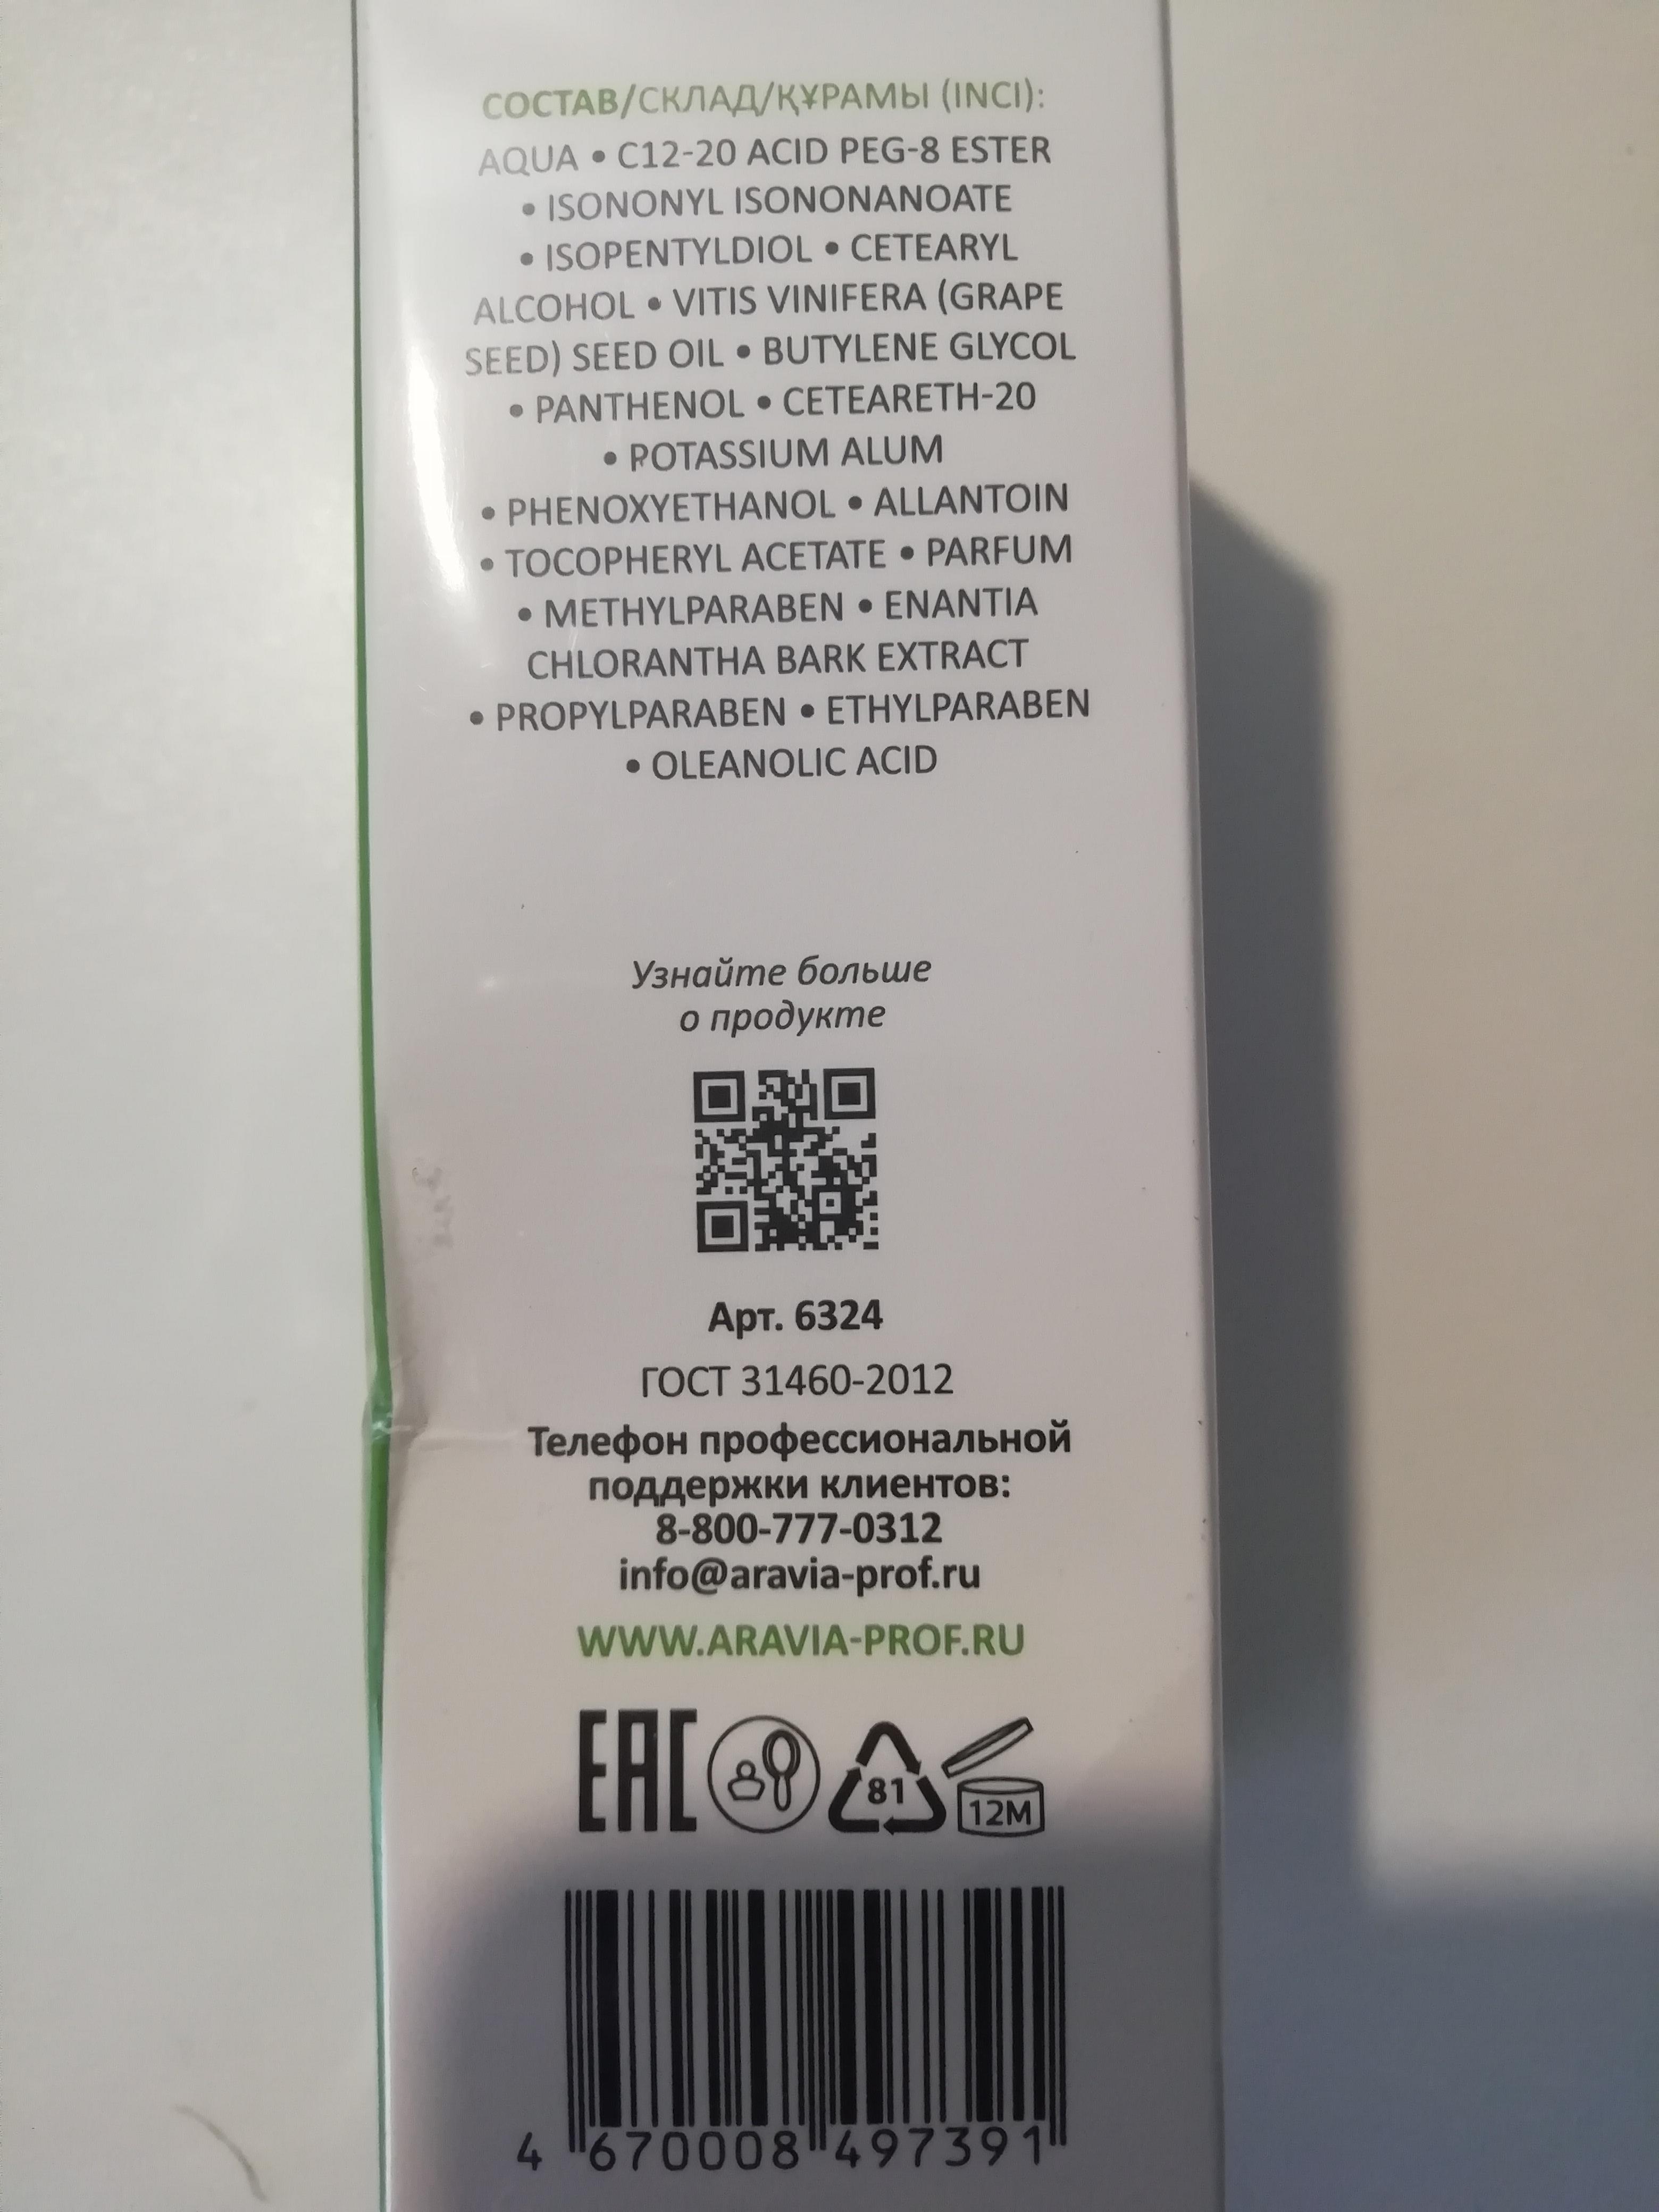 СОСТАВ/СКЛАД/ҚҰРАМЫ (INCI):
AQUA • C12-20 ACID PEG-8 ESTER
• ISONONYL ISONONANOATE
• ISOPENTYLDIOL • CETEARYL
ALCOHOL • VITIS VINIFERA (GRAPE
SEED) SEED OIL • BUTYLENE GLYCOL
• PANTHENOL • CETEARETH-20
• POTASSIUM ALUM
• PHENOXYETHANOL • ALLANTOIN
• TOCOPHERYL ACETATE • PARFUM
• METHYLPARABEN • ENANTIA
CHLORANTHA BARK EXTRACT
• PROPYLPARABEN • ETHYLPARABEN
• OLEANOLIC ACID
Узнайте больше
о продукте
Арт. 6324
ГОСТ 31460-2012
Телефон профессиональной
поддержки клиентов:
8-800-777-0312
info@aravia-prof.ru
WWW.ARAVIA-PROF.RU
EAC 81 12M
4 670008 497391